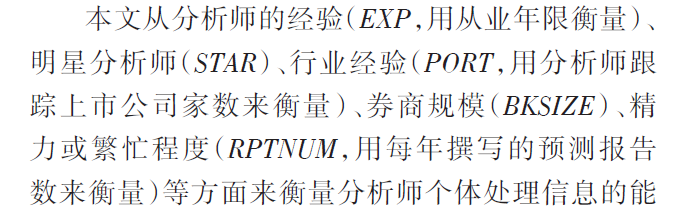 本文从分析师的经验(EXP,用从业年限衡量)、
明星分析师(STAR)、行业经验(PORT,用分析师跟
踪上市公司家数来衡量)、券商规模(BKSIZE)、精
力或繁忙程度(RPTNUM,用每年撰写的预测报告
数来衡量)等方面来衡量分析师个体处理信息的能